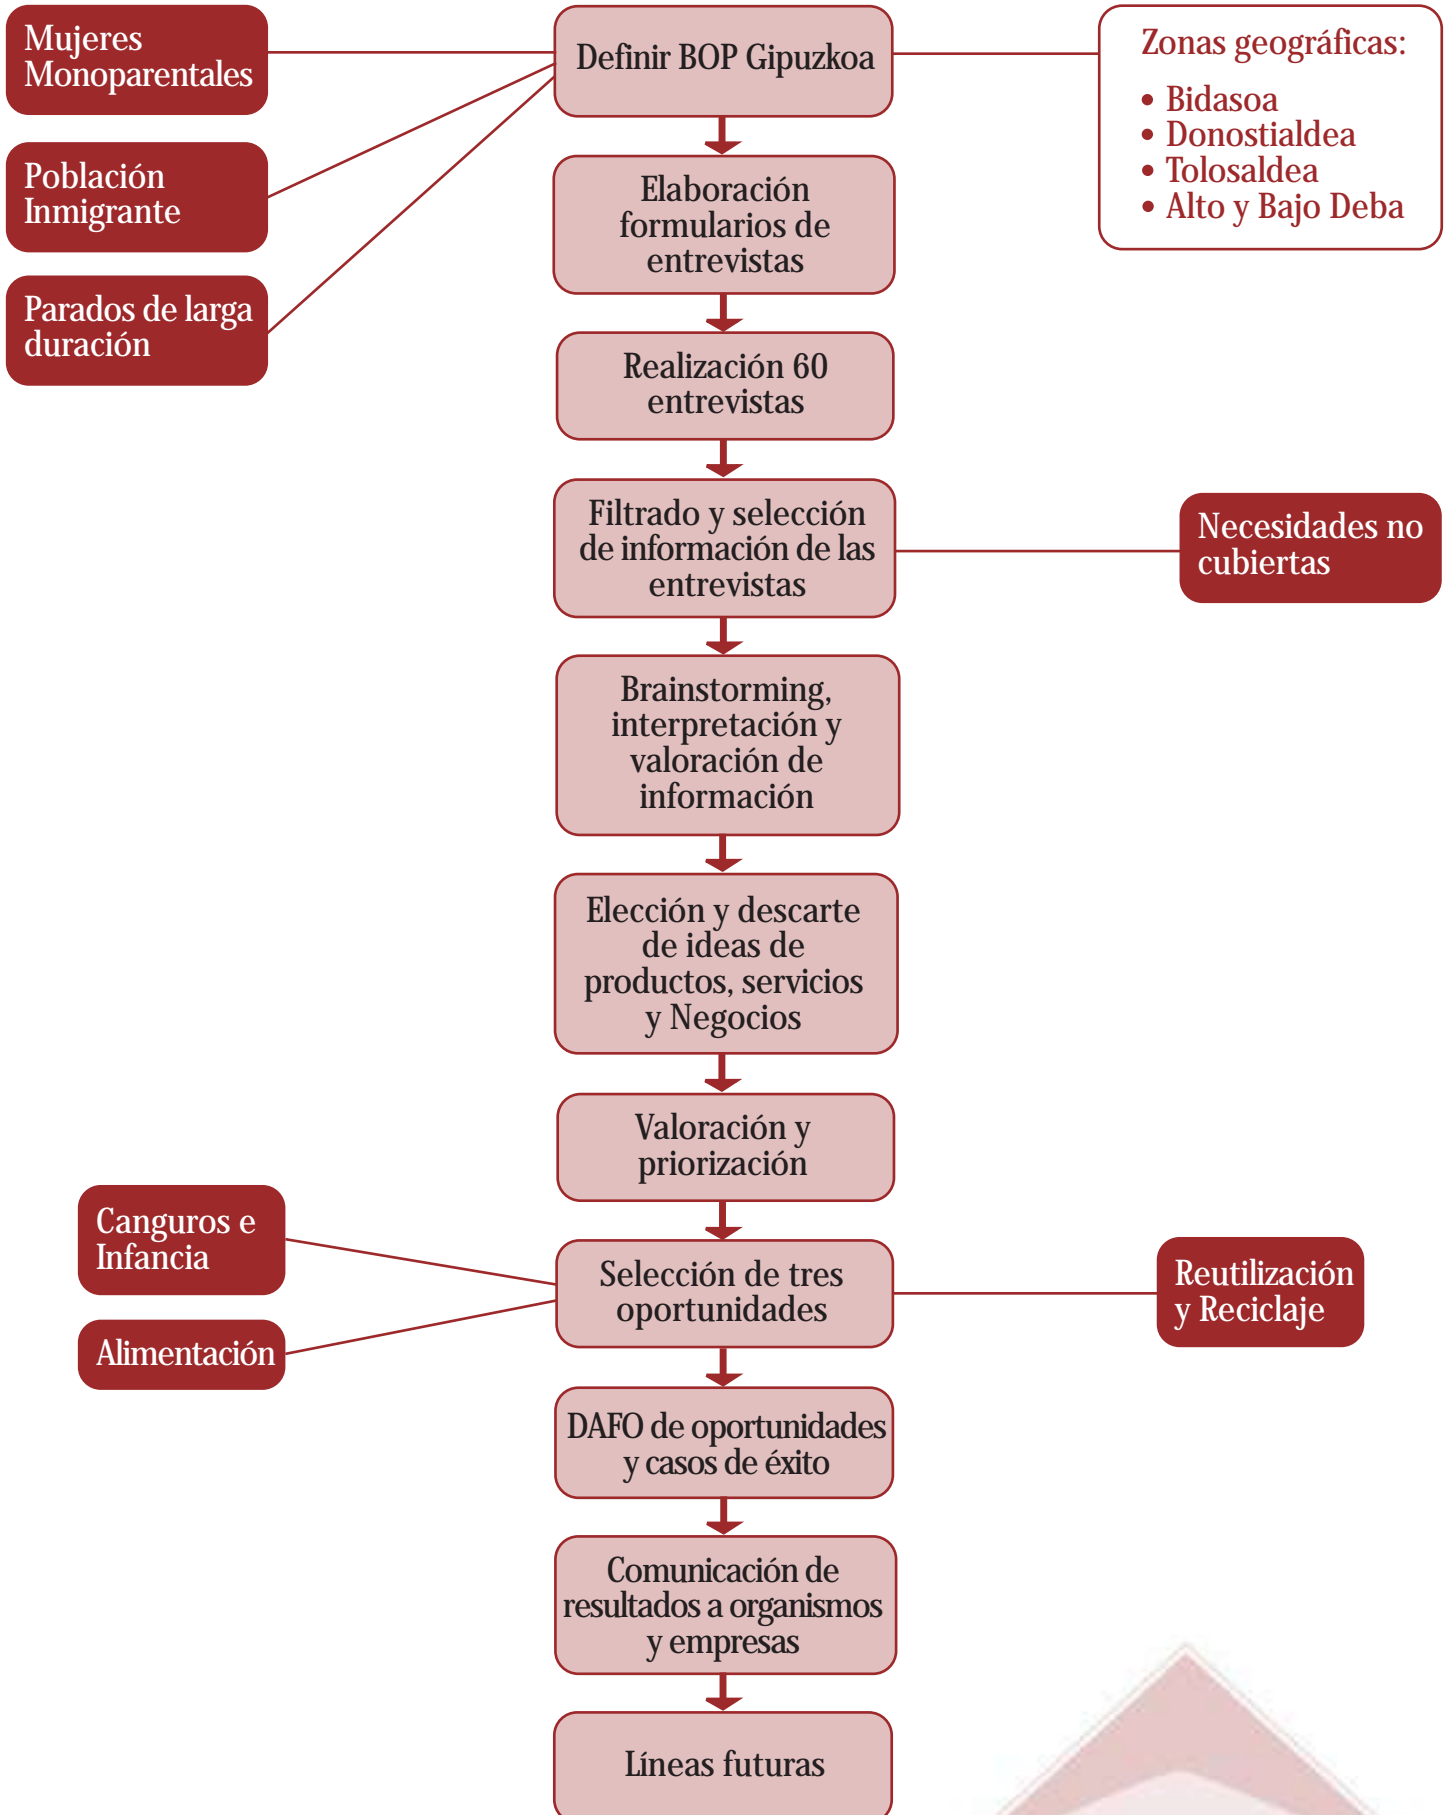 Mujeres
Monoparentales
Población
Inmigrante
Parados de larga
duración
Definir BOP Gipuzkoa
Zonas geográficas:
• Bidasoa
• Donostialdea
• Tolosaldea
• Alto y Bajo Deba
Elaboración
formularios de
entrevistas
Realización 60
entrevistas
Filtrado y selección
de información de las
entrevistas
Necesidades no
cubiertas
Brainstorming,
interpretación y
valoración de
información
Elección y descarte
de ideas de
productos, servicios
y Negocios
Valoración y
priorización
Canguros e
Infancia
Alimentación
Selección de tres
oportunidades
Reutilización
y Reciclaje
DAFO de oportunidades
y casos de éxito
Comunicación de
resultados a organismos
y empresas
Líneas futuras